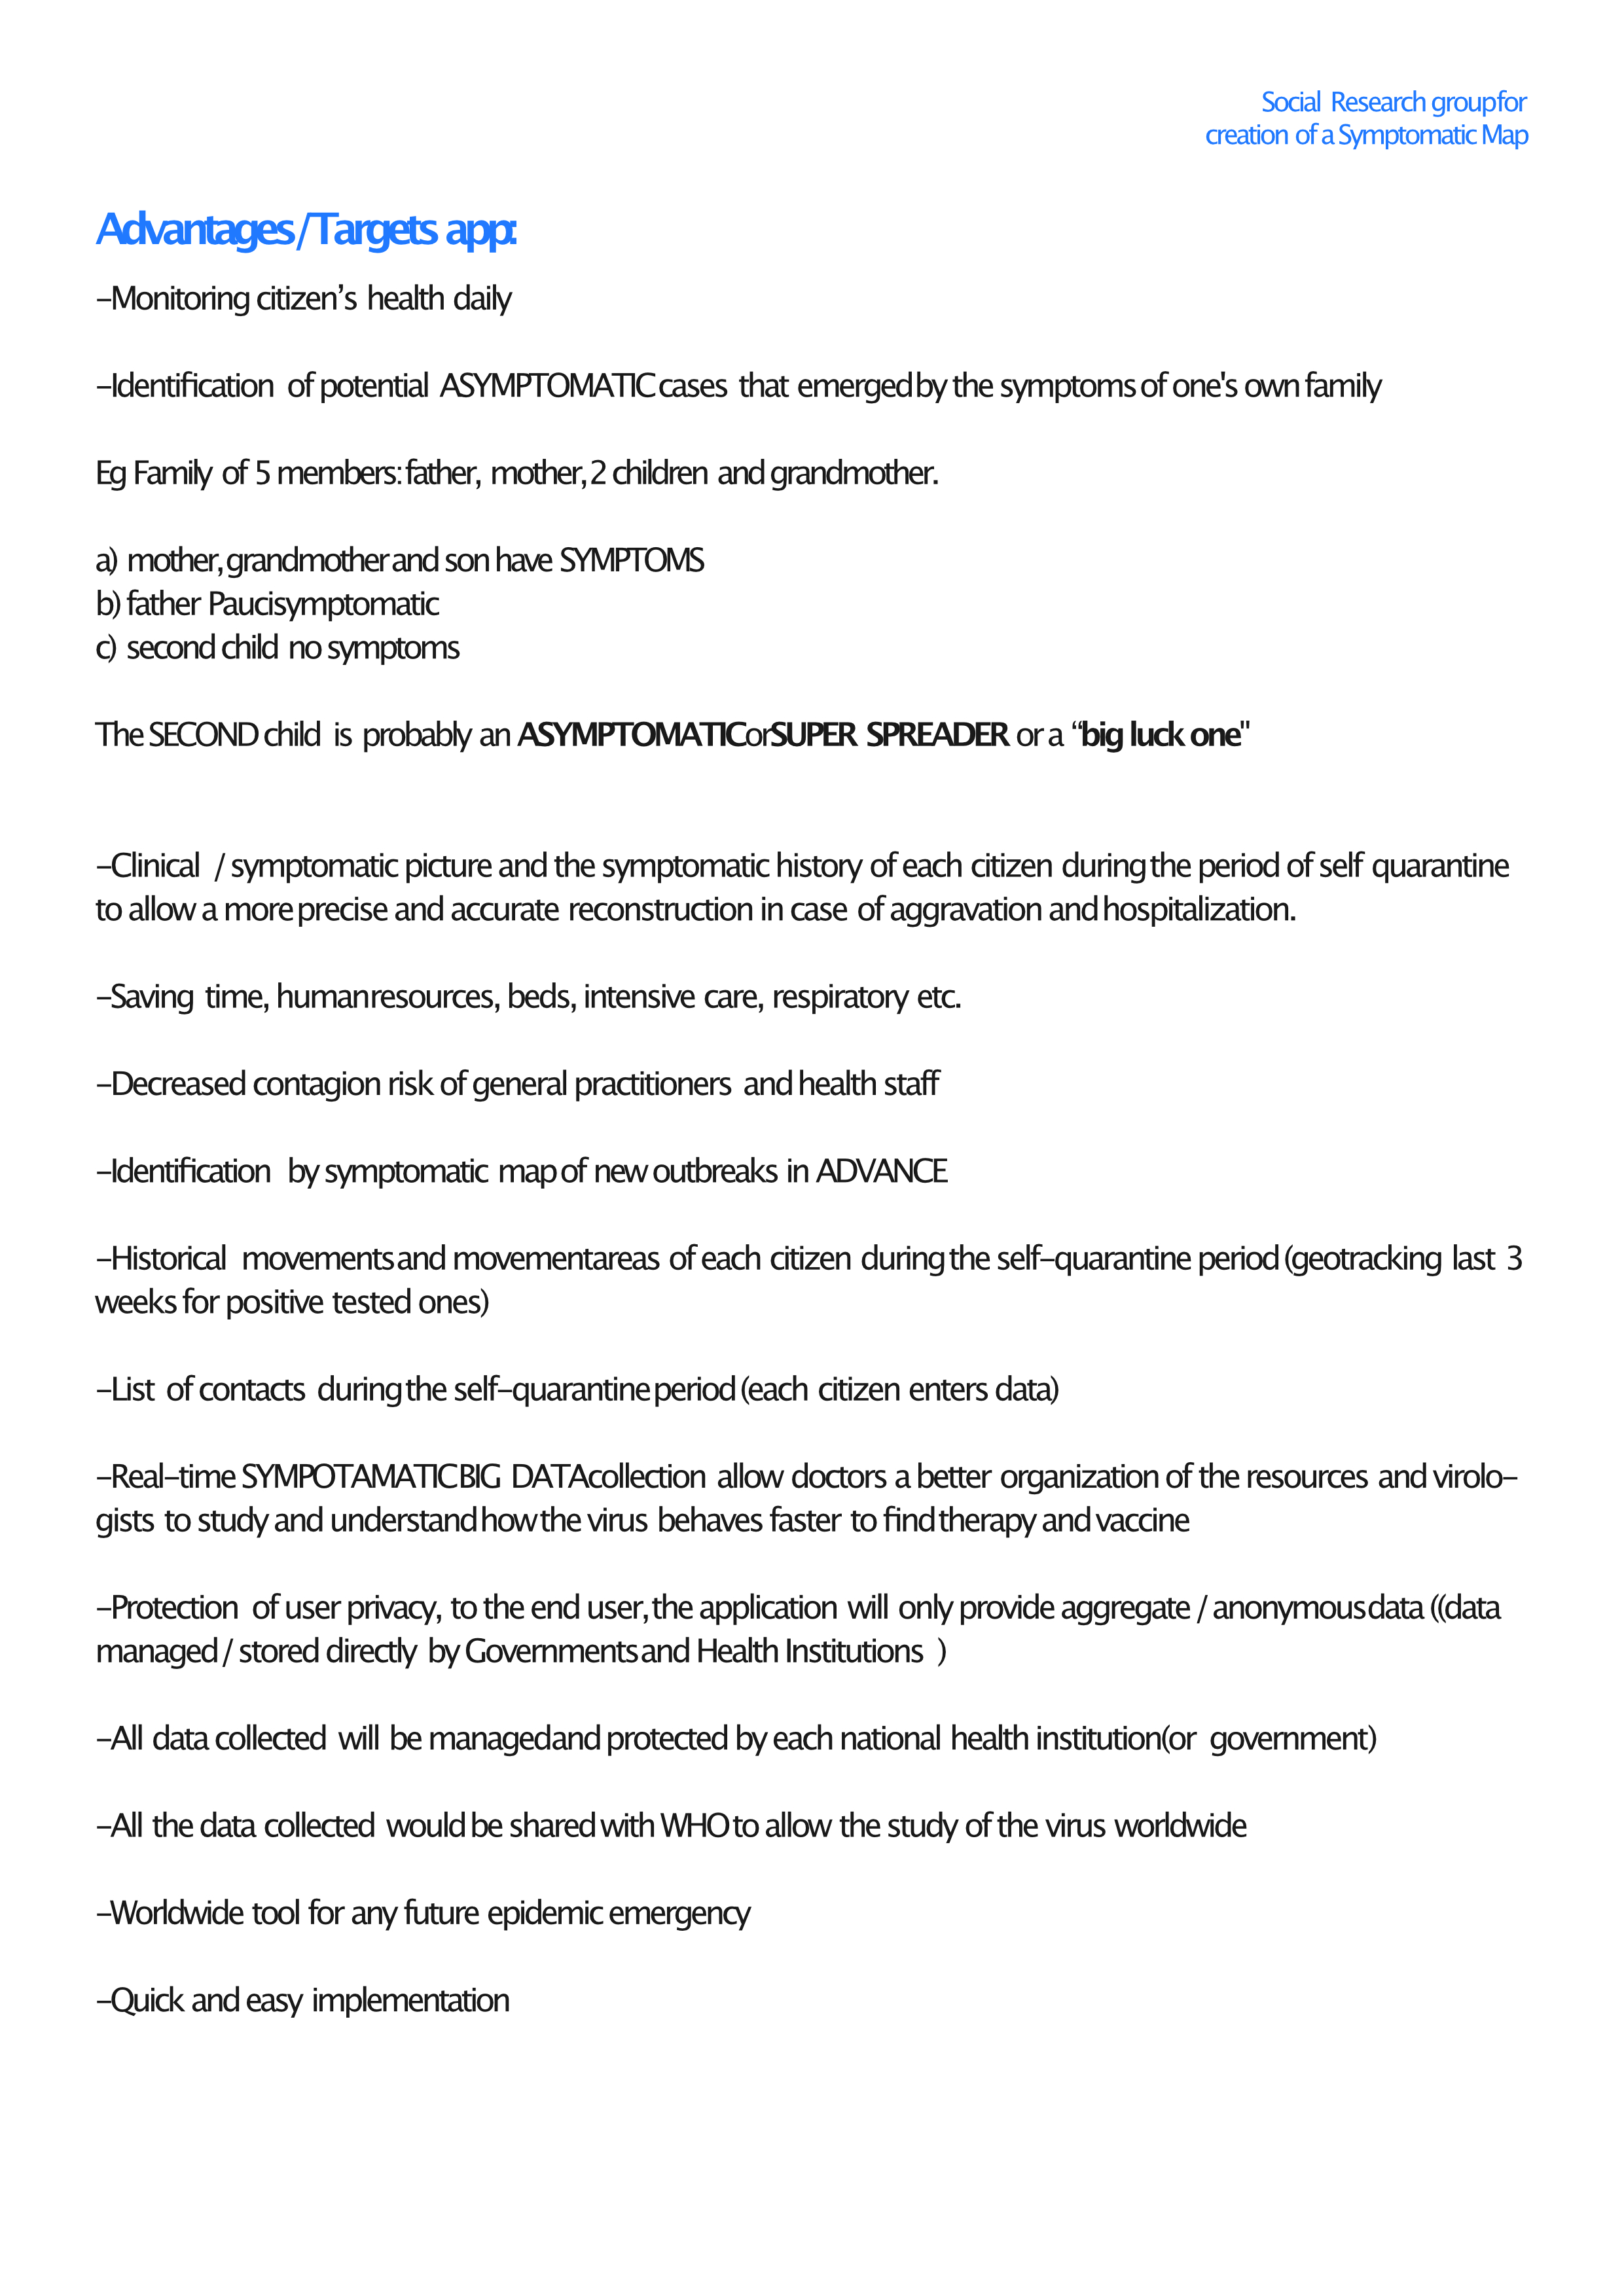 Social Research group for
creation of a Symptomatic Map
Advantages / Targets app:
-Monitoring citizen’s health daily
-Identification of potential ASYMPTOMATIC cases that emerged by the symptoms of one's own family
Eg Family of 5 members: father, mother, 2 children and grandmother.
a) mother, grandmother and son have SYMPTOMS
b) father Paucisymptomatic
c) second child no symptoms
The SECOND child is probably an ASYMPTOMATIC or SUPER SPREADER or a “big luck one"
-Clinical / symptomatic picture and the symptomatic history of each citizen during the period of self quarantine
to allow a more precise and accurate reconstruction in case of aggravation and hospitalization.
-Saving time, human resources, beds, intensive care, respiratory etc.
-Decreased contagion risk of general practitioners and health staff
-Identification by symptomatic map of new outbreaks in ADVANCE
-Historical movements and movement areas of each citizen during the self-quarantine period (geotracking last 3
weeks for positive tested ones)
-List of contacts during the self-quarantine period (each citizen enters data)
-Real-time SYMPOTAMATIC BIG DATA collection allow doctors a better organization of the resources and virolo-
gists to study and understand how the virus behaves faster to find therapy and vaccine
-Protection of user privacy, to the end user, the application will only provide aggregate / anonymous data ((data
managed / stored directly by Governments and Health Institutions )
-All data collected will be managed and protected by each national health institution (or government)
-All the data collected would be shared with WHO to allow the study of the virus worldwide
-Worldwide tool for any future epidemic emergency
-Quick and easy implementation